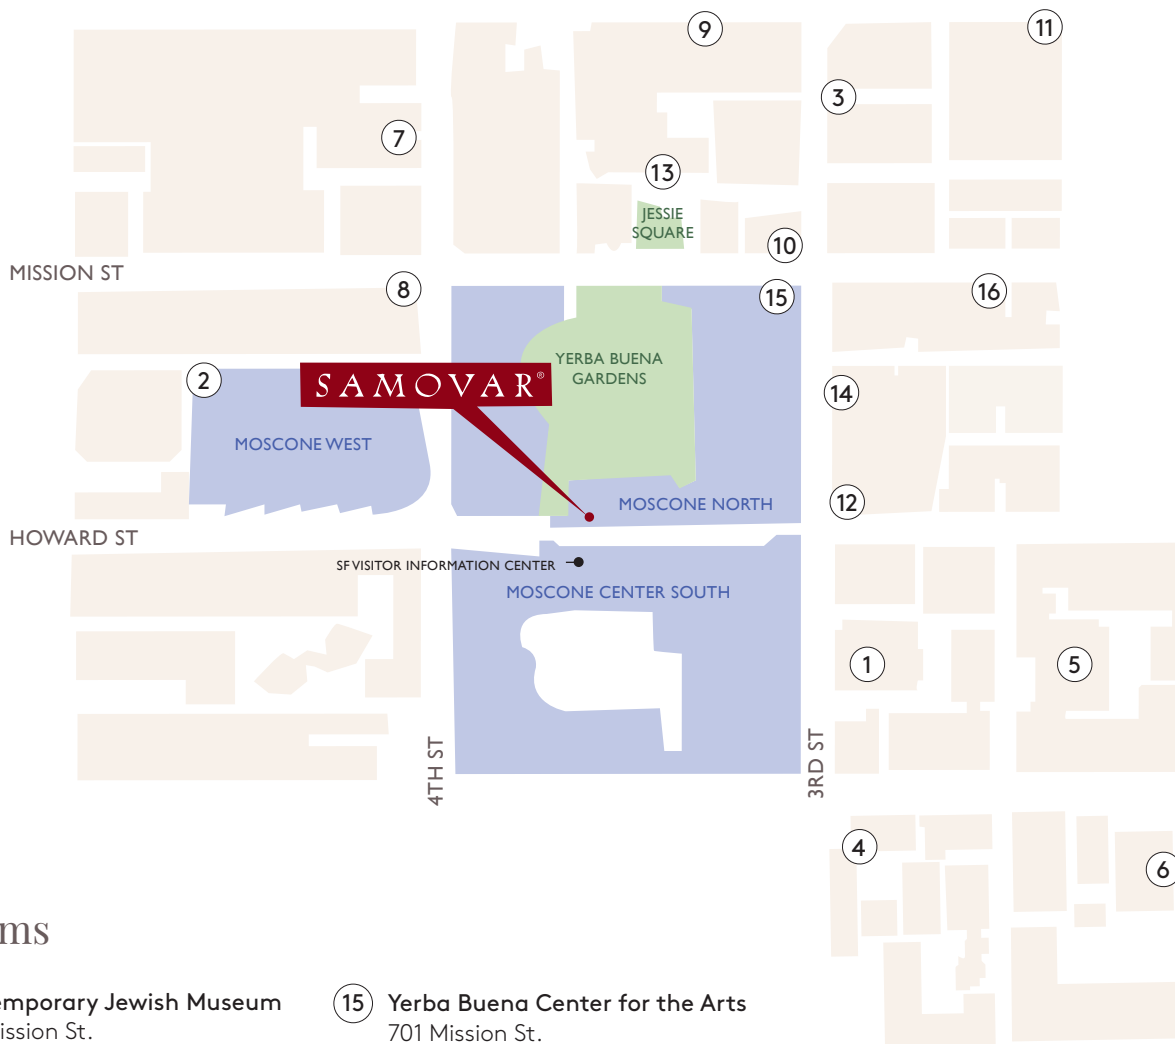 9
11
3
7
13
JESSIE
SQUARE
10
MISSION ST
8
15
16
YERBA BUENA
GARDENS
SAMOVAR®
2
14
MOSCONE WEST
MOSCONE NORTH
12
HOWARD ST
SF VISITOR INFORMATION CENTER
MOSCONE CENTER SOUTH
1
5
4TH ST
3RD ST
4
6
ms
emporary Jewish Museum
ission St.
15 Yerba Buena Center for the Arts
701 Mission St.